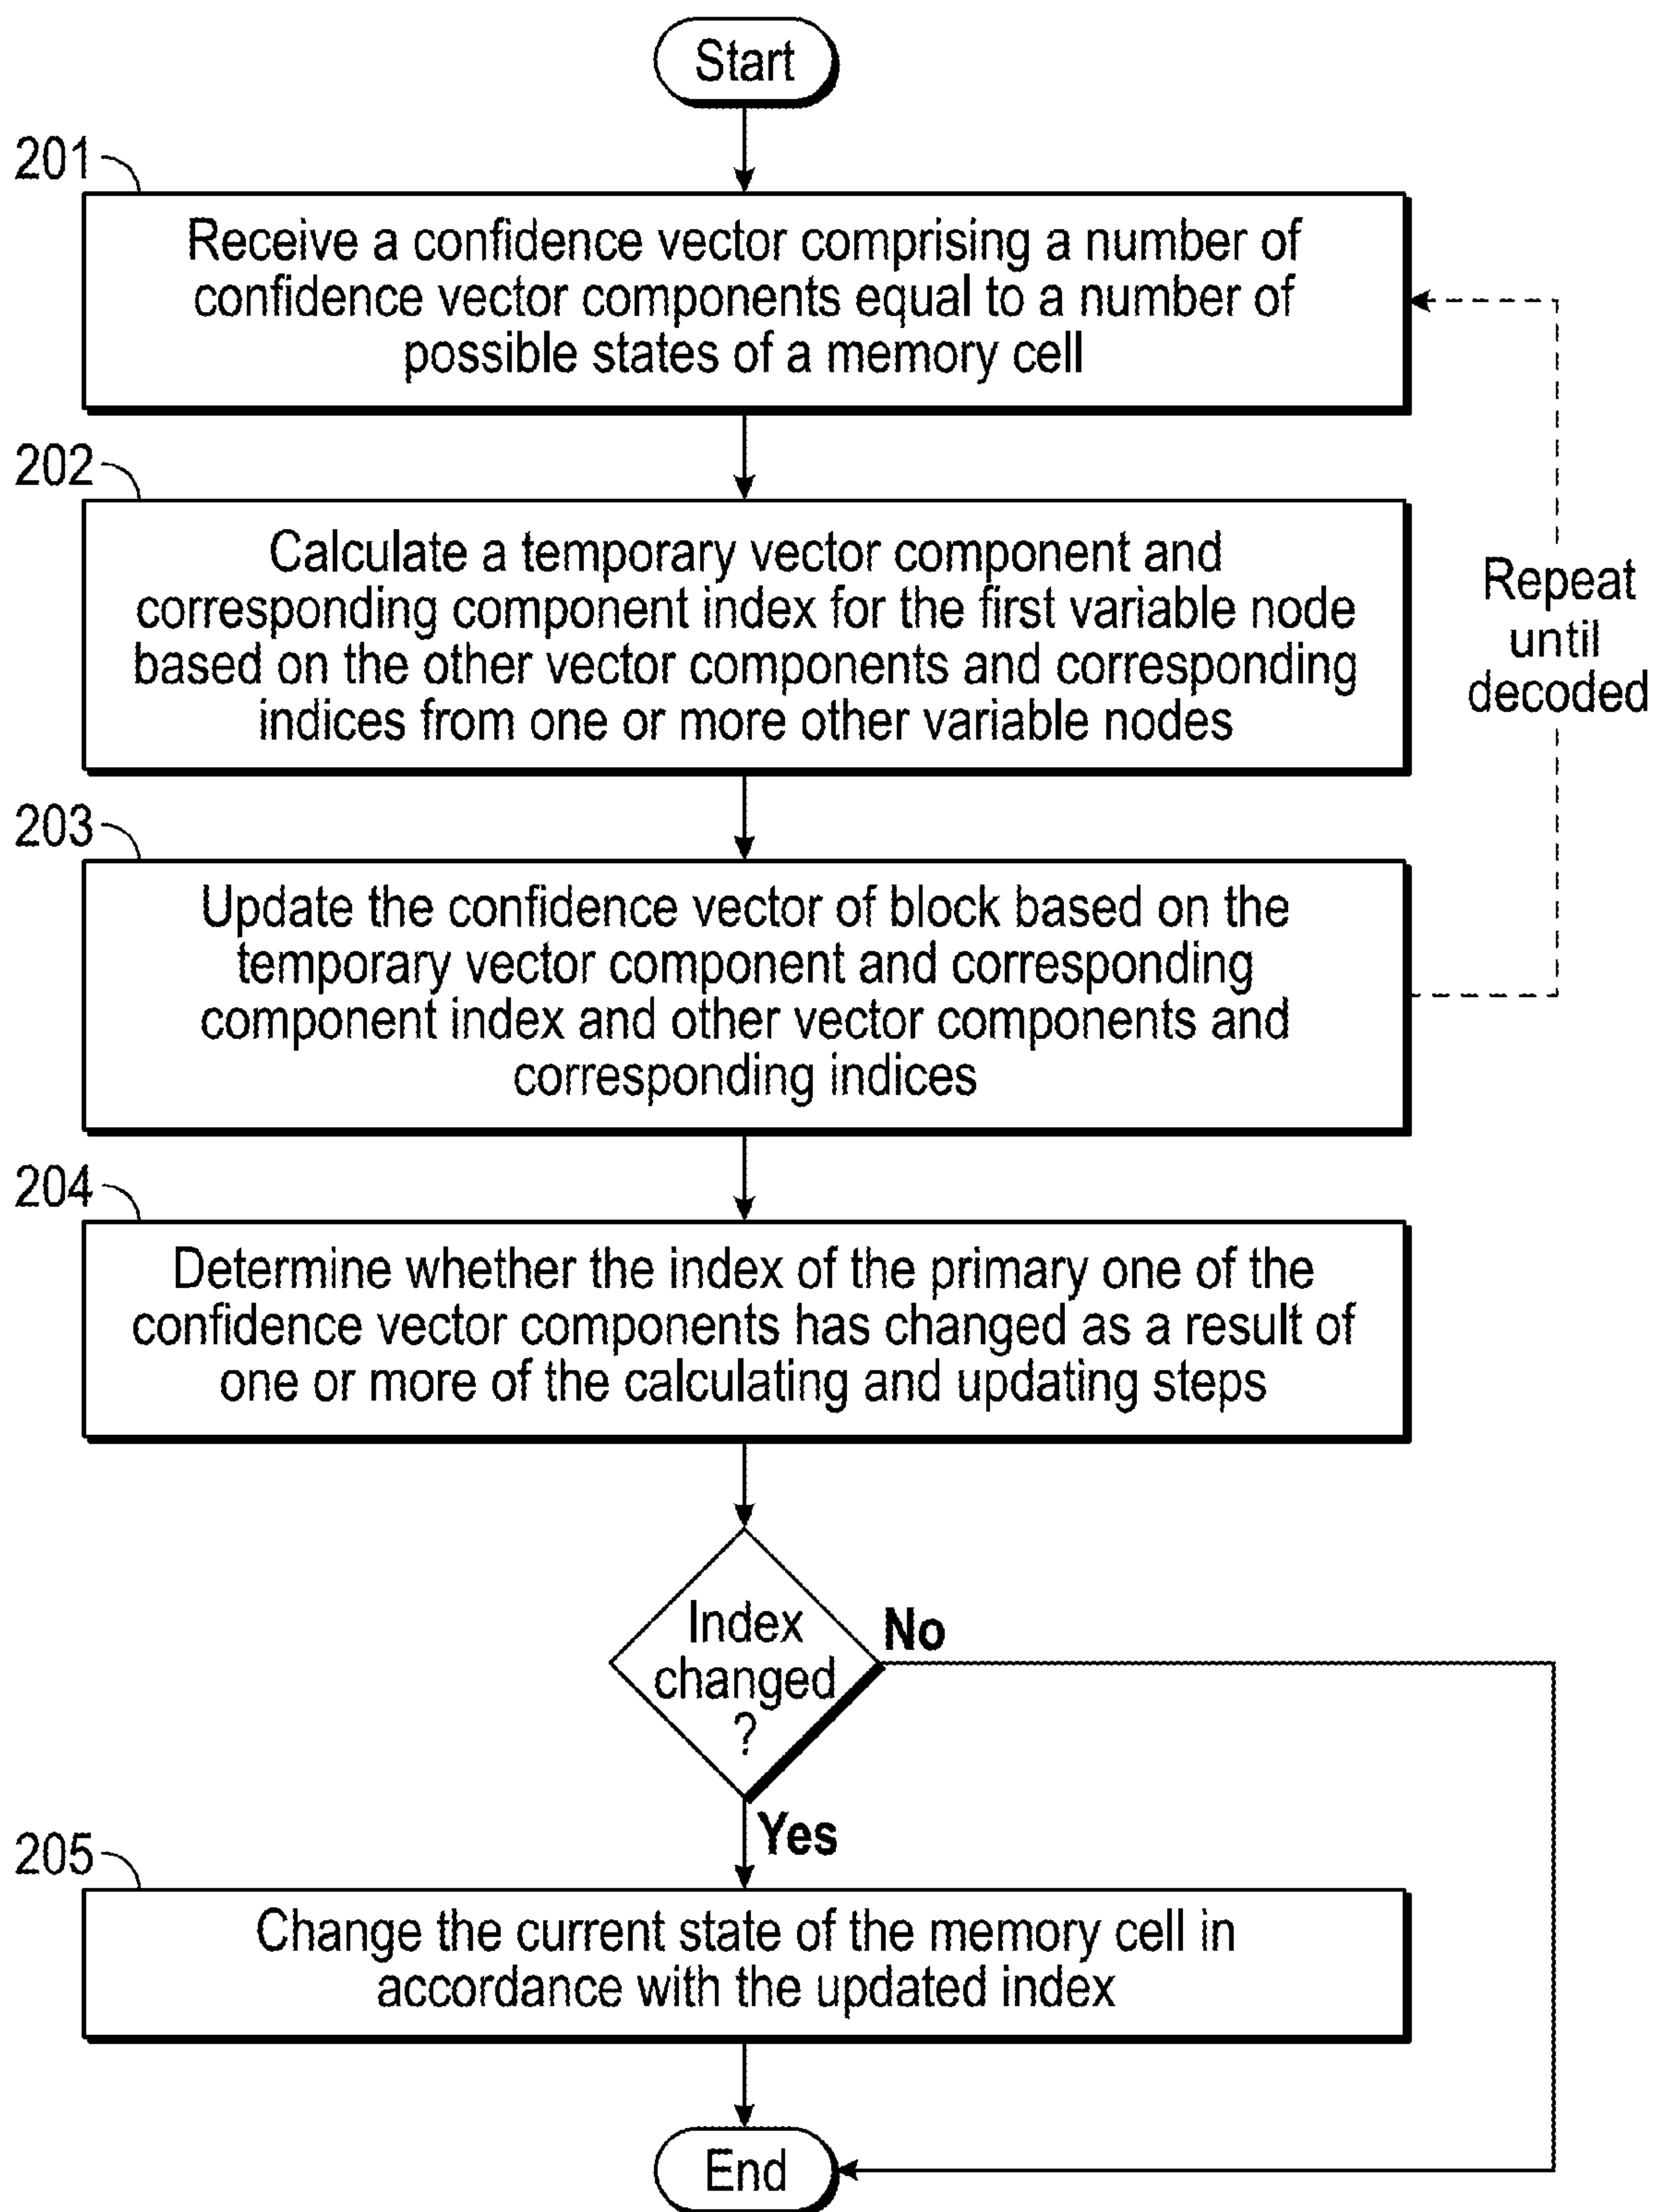 Start
201
Receive a confidence vector comprising a number of
confidence vector components equal to a number of
possible states of a memory cell
202
Calculate a temporary vector component and
corresponding component index for the first variable node
based on the other vector components and corresponding
indices from one or more other variable nodes
Repeat
until
decoded
203
Update the confidence vector of block based on the
temporary vector component and corresponding
component index and other vector components and
corresponding indices
204
Determine whether the index of the primary one of the
confidence vector components has changed as a result of
one or more of the calculating and updating steps
Index
changed
?
No
Yes
205
Change the current state of the memory cell in
accordance with the updated index
End